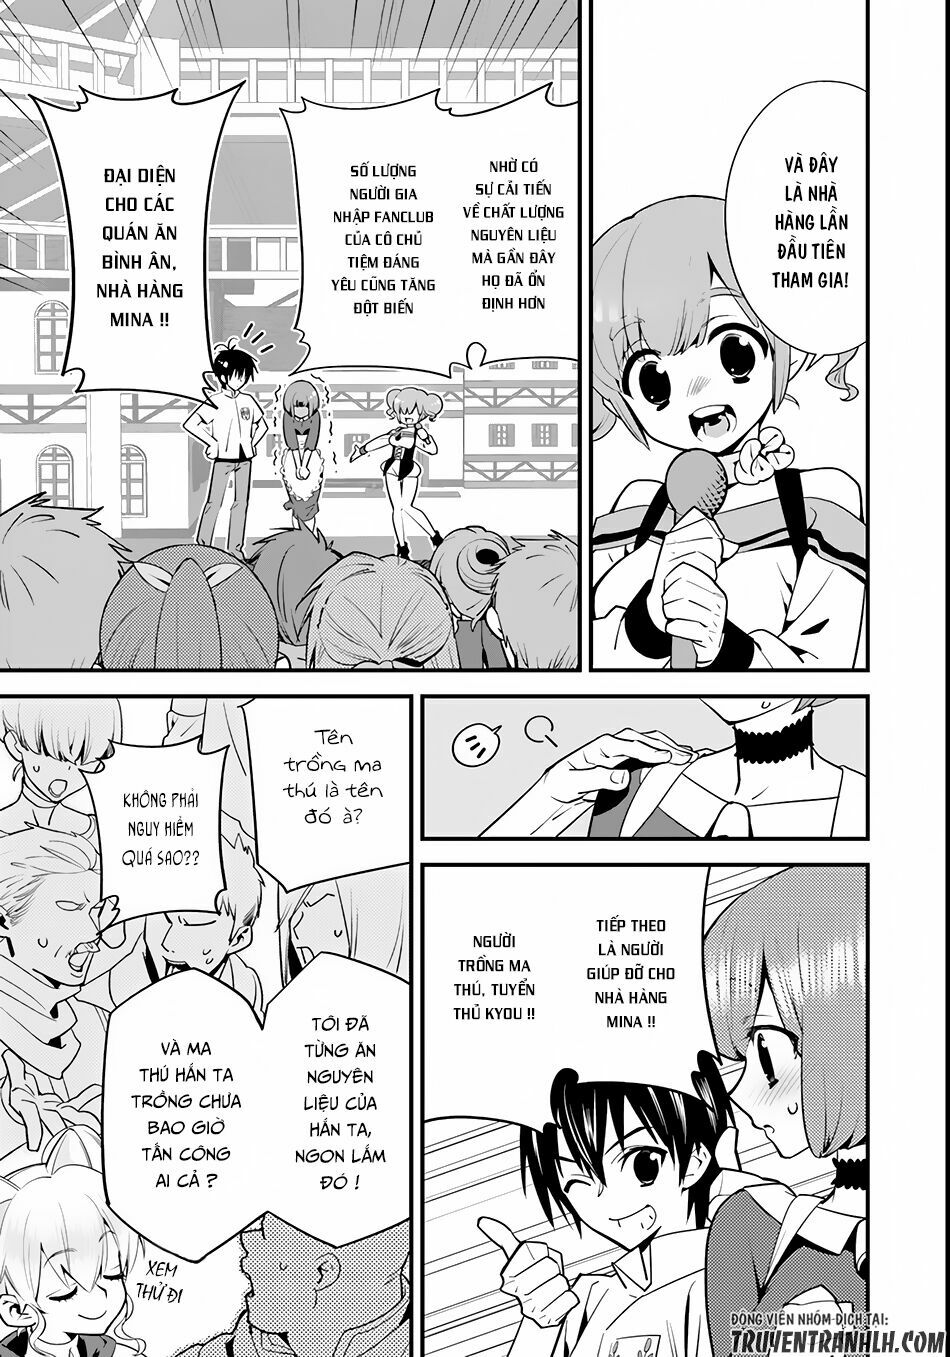 VÀ ĐÂY
LÀ NHÀ
HÀNG LẦN
ĐẦU TIÊN
THAM GIA!
NHỜ CÓ
SỰ CẢI TIẾN
VỀ CHẤT LƯỢNG
NGUYÊN LIỆU
MÀ GẦN ĐÂY
HỌ ĐÃ ỔN
ĐỊNH HƠN
SỐ LƯỢNG
NGƯỜI GIA
NHẬP FANCLUB
CỦA CÔ CHỦ
TIỆM ĐÁNG
YÊU CŨNG TĂNG
ĐỘT BIẾN
ĐẠI DIỆN
CHO CÁC
QUÁN ĂN
BÌNH ÂN,
NHÀ HÀNG
MINA !!
TIẾP THEO
LÀ NGƯỜI
GIÚP ĐỠ CHO
NHÀ HÀNG
MINA !!
NGƯỜI
TRỒNG MA
THÚ, TUYỂN
THỦ KYOU !!
Tên
trồng ma
thú là tên
đó à?
KHÔNG PHẢI
NGUY HIỂM
QUÁ SAO??
TÔI ĐÃ
TỪNG ĂN
NGUYÊN
LIỆU CỦA
HẮN TA,
NGON LẮM
ĐÓ !
VÀ MA
THÚ HẮN TA
TRỒNG CHƯA
BAO GIỜ
TẤN CÔNG
AI CẢ ?
XEM
THỬ ĐI
ĐỘNG VIÊN NHÓM DỊCH TẠI:
TRUYENTRANHLH.COM